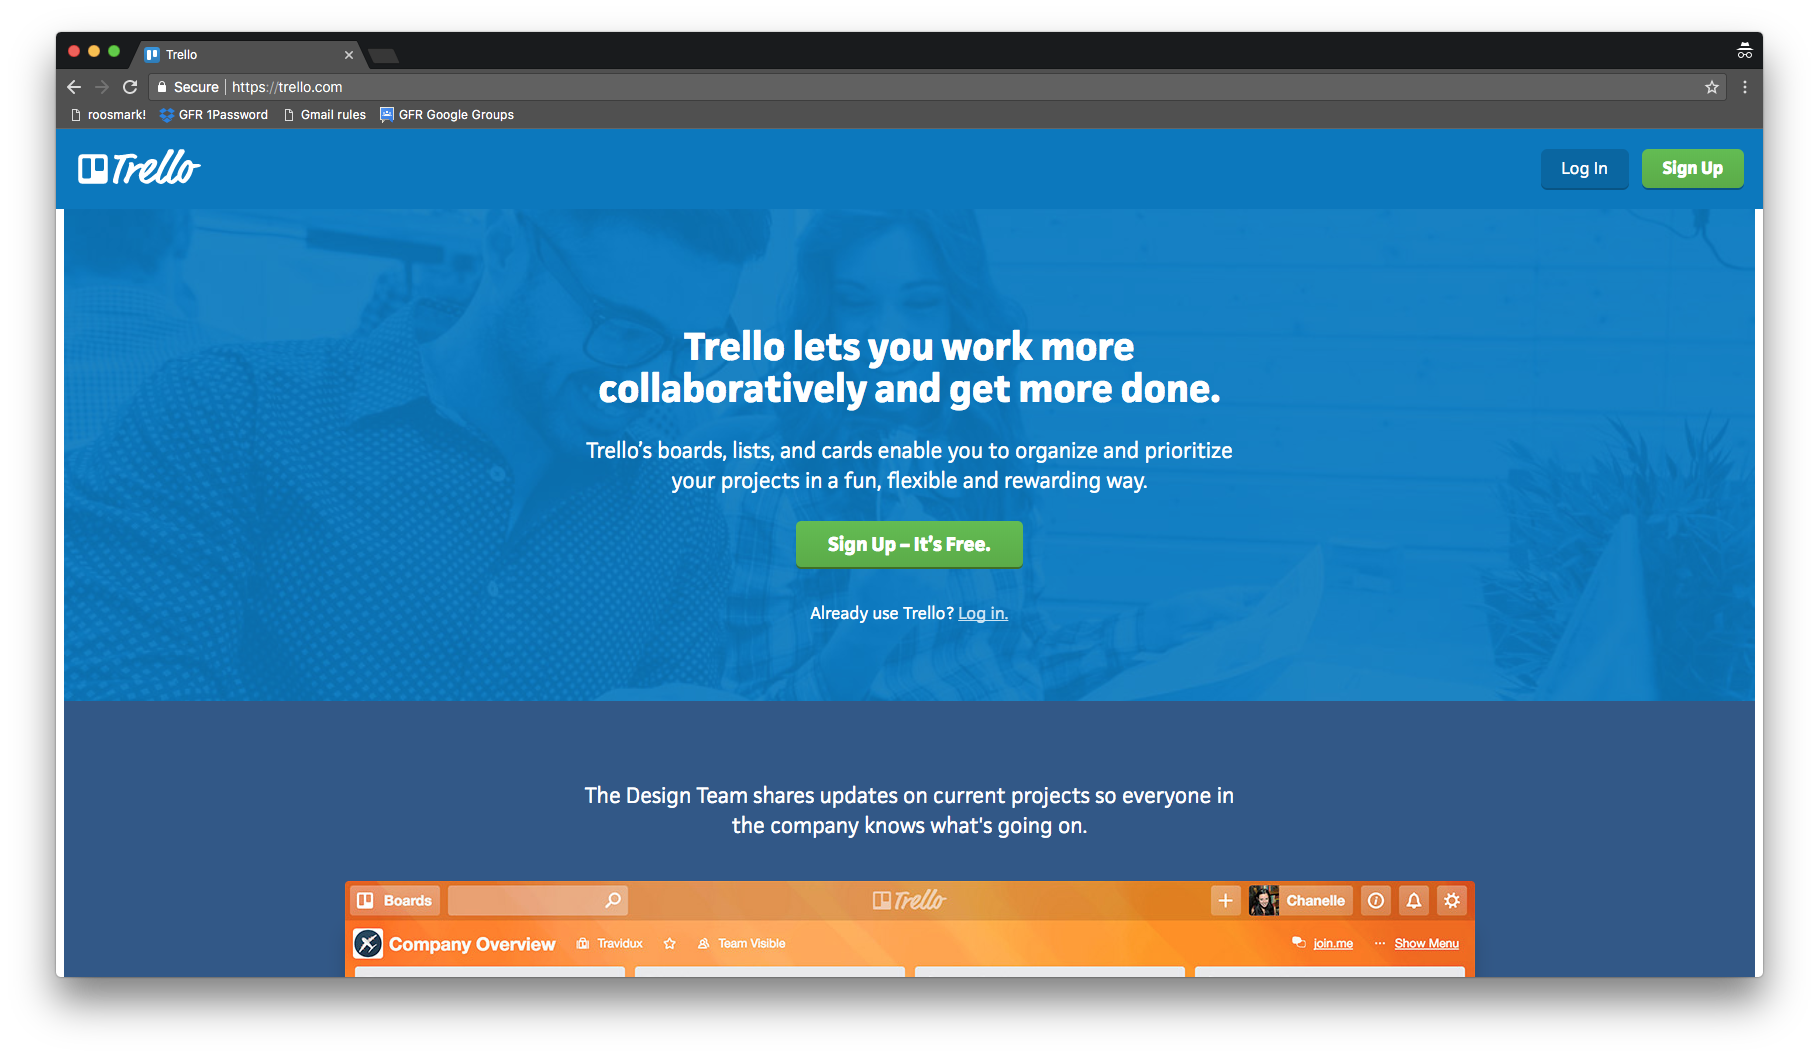 Trello
Secure https://trello.com
roosmark! GFR 1Password Gmail rules GFR Google Groups
Trello
Log In Sign Up
Trello lets you work more
collaboratively and get more done.
Trello’s boards, lists, and cards enable you to organize and prioritize
your projects in a fun, flexible and rewarding way.
Sign Up – It’s Free.
Already use Trello? Log in.
The Design Team shares updates on current projects so everyone in
the company knows what's going on.
Boards Trello Chanelle
Company Overview Travidux Team Visible join.me ··· Show Menu